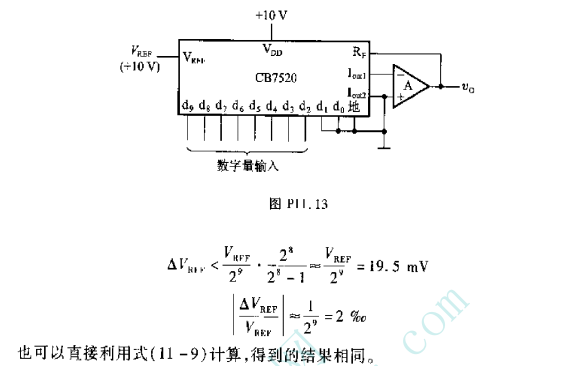 +10 V
V_REF
(+10 V)
V_REF
V_DD
R_F
CB7520
I_out1
I_out2
− A +
v_O
d9 d8 d7 d6 d5 d4 d3 d2 d1 d0 地
数字量输入
图 P11.13
ΔV_REF < V_REF/2^9 · 2^8/(2^8 − 1) ≈ V_REF/2^9 = 19.5 mV
|ΔV_REF/V_REF| ≈ 1/2^9 = 2 ‰
也可以直接利用式(11-9)计算,得到的结果相同。
com